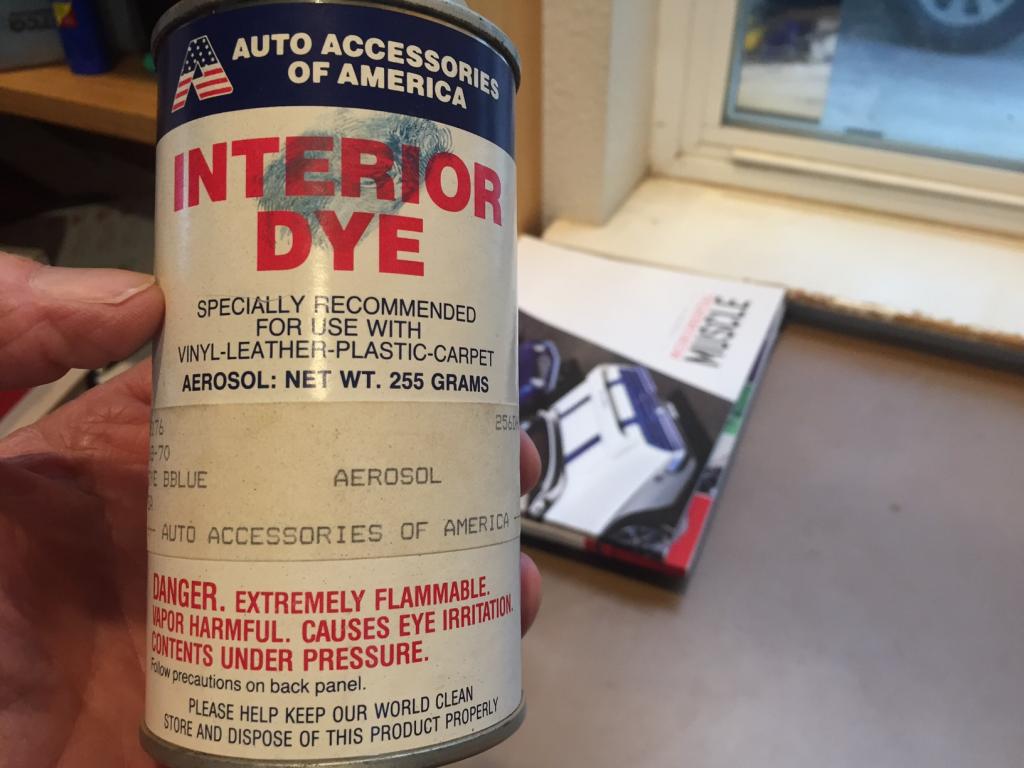 AUTO ACCESSORIES
OF AMERICA
INTERIOR
DYE
SPECIALLY RECOMMENDED
FOR USE WITH
VINYL-LEATHER-PLASTIC-CARPET
AEROSOL: NET WT. 255 GRAMS
-70
BBLUE AEROSOL
AUTO ACCESSORIES OF AMERICA
DANGER. EXTREMELY FLAMMABLE.
VAPOR HARMFUL. CAUSES EYE IRRITATION.
CONTENTS UNDER PRESSURE.
Follow precautions on back panel.
PLEASE HELP KEEP OUR WORLD CLEAN
STORE AND DISPOSE OF THIS PRODUCT PROPERLY
MUSCLE